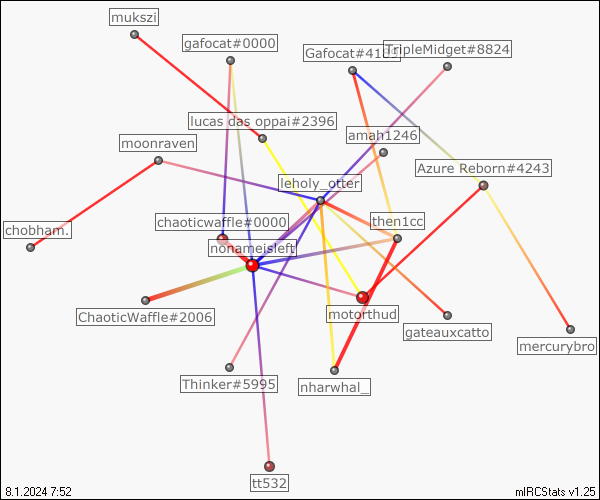 mukszi
gafocat#0000
Gafocat#4189
TripleMidget#8824
lucas das oppai#2396
amah1246
moonraven
Azure Reborn#4243
leholy_otter
chaoticwaffle#0000
then1cc
chobham.
nonameisleft
ChaoticWaffle#2006
motorthud
gateauxcatto
mercurybro
Thinker#5995
nharwhal_
tt532
8.1.2024 7:52
mIRCStats v1.25